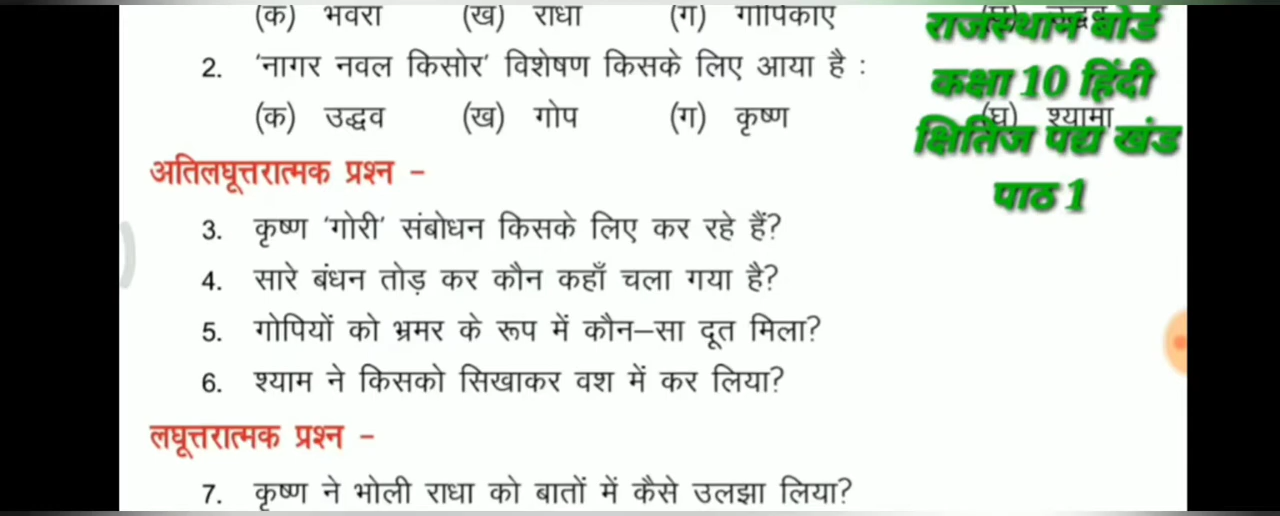 (क) भंवरा (ख) राधा (ग) गोपिकाएँ
2. 'नागर नवल किसोर' विशेषण किसके लिए आया है :
(क) उद्धव (ख) गोप (ग) कृष्ण (घ) श्यामा
राजस्थान बोर्ड
कक्षा 10 हिंदी
क्षितिज पद्य खंड
पाठ 1
अतिलघूत्तरात्मक प्रश्न –
3. कृष्ण 'गोरी' संबोधन किसके लिए कर रहे हैं?
4. सारे बंधन तोड़ कर कौन कहाँ चला गया है?
5. गोपियों को भ्रमर के रूप में कौन–सा दूत मिला?
6. श्याम ने किसको सिखाकर वश में कर लिया?
लघूत्तरात्मक प्रश्न –
7. कृष्ण ने भोली राधा को बातों में कैसे उलझा लिया?